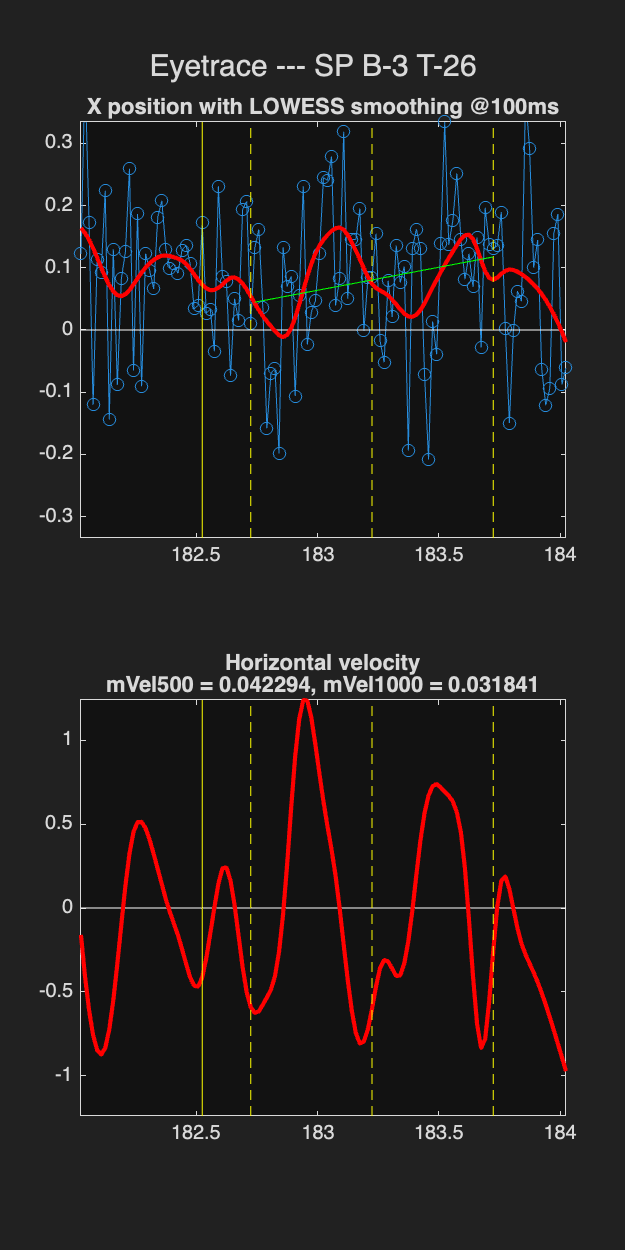 Eyetrace --- SP B-3 T-26
X position with LOWESS smoothing @100ms
0.3
0.2
0.1
0
-0.1
-0.2
-0.3
182.5 183 183.5 184
Horizontal velocity
mVel500 = 0.042294, mVel1000 = 0.031841
1
0.5
0
-0.5
-1
182.5 183 183.5 184